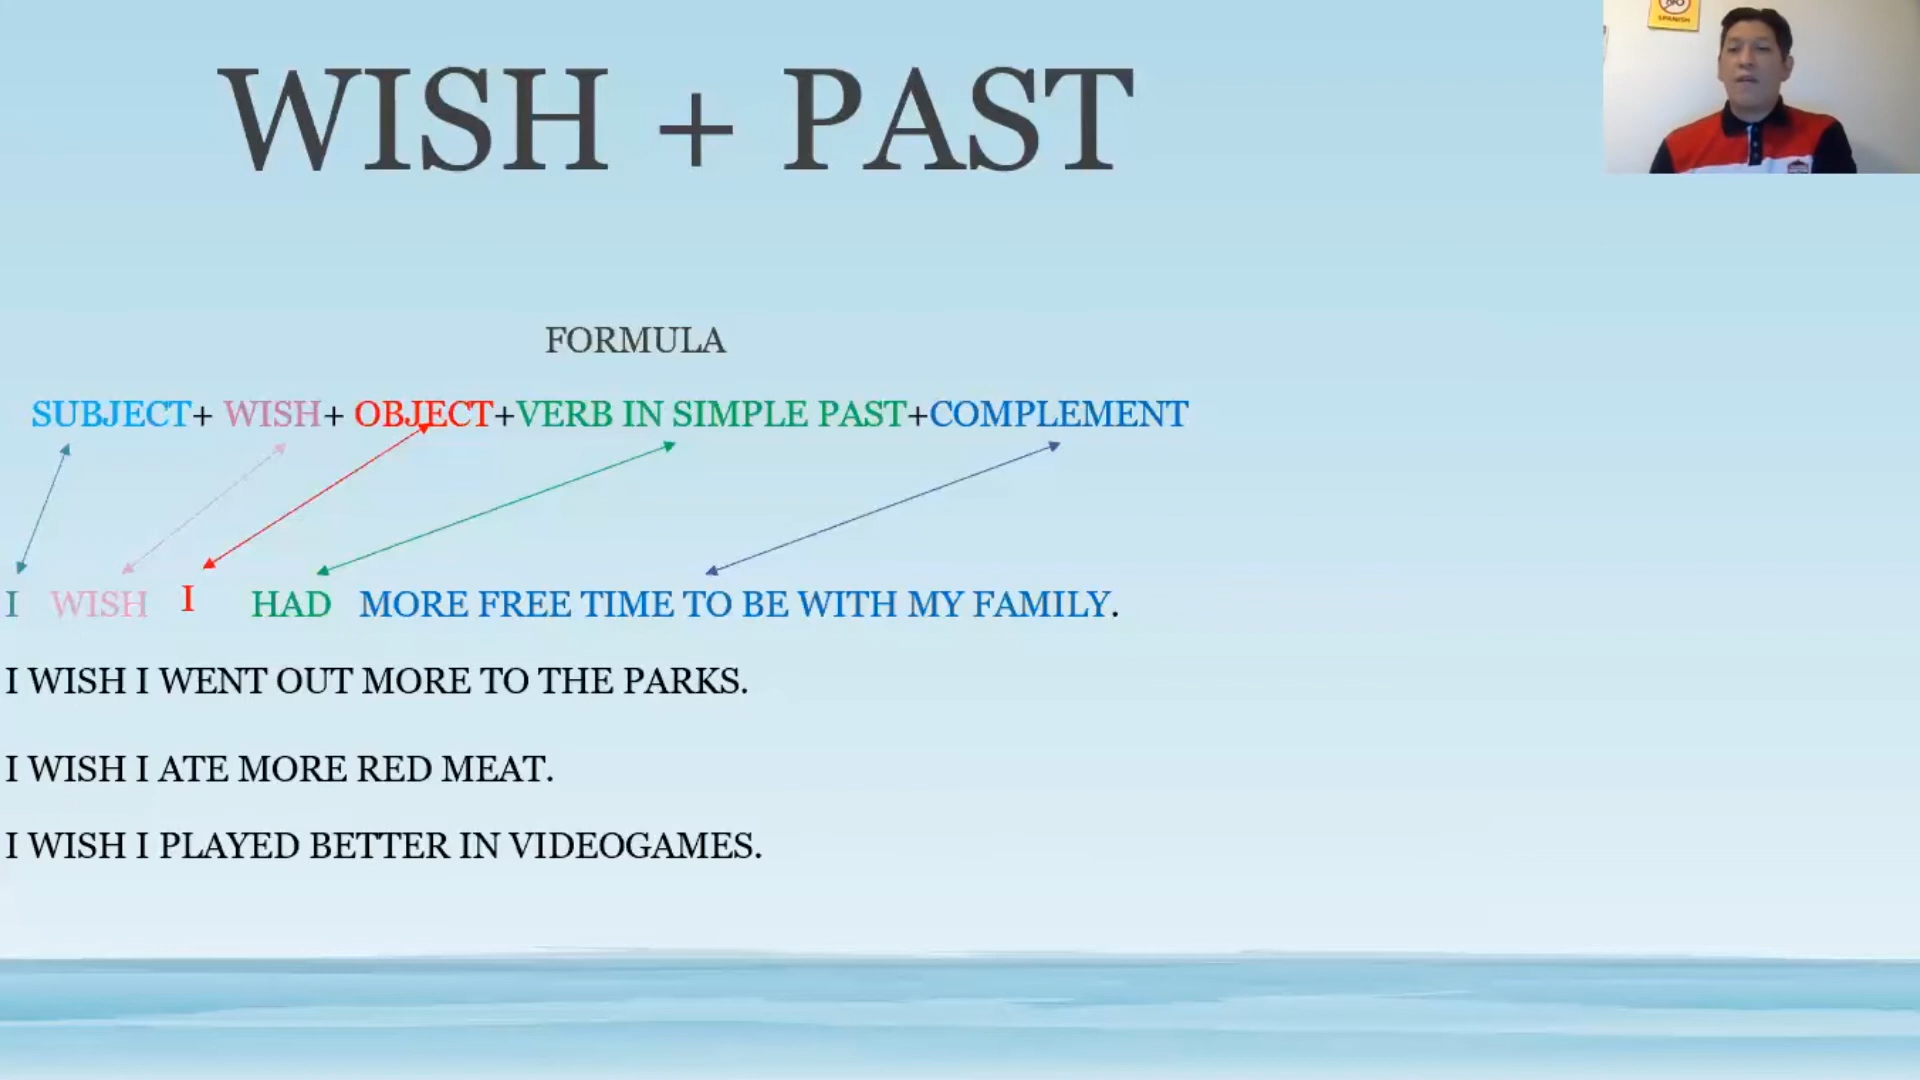 WISH + PAST
NO
SPANISH
FORMULA
SUBJECT+ WISH+ OBJECT+VERB IN SIMPLE PAST+COMPLEMENT
I WISH I HAD MORE FREE TIME TO BE WITH MY FAMILY.
I WISH I WENT OUT MORE TO THE PARKS.
I WISH I ATE MORE RED MEAT.
I WISH I PLAYED BETTER IN VIDEOGAMES.